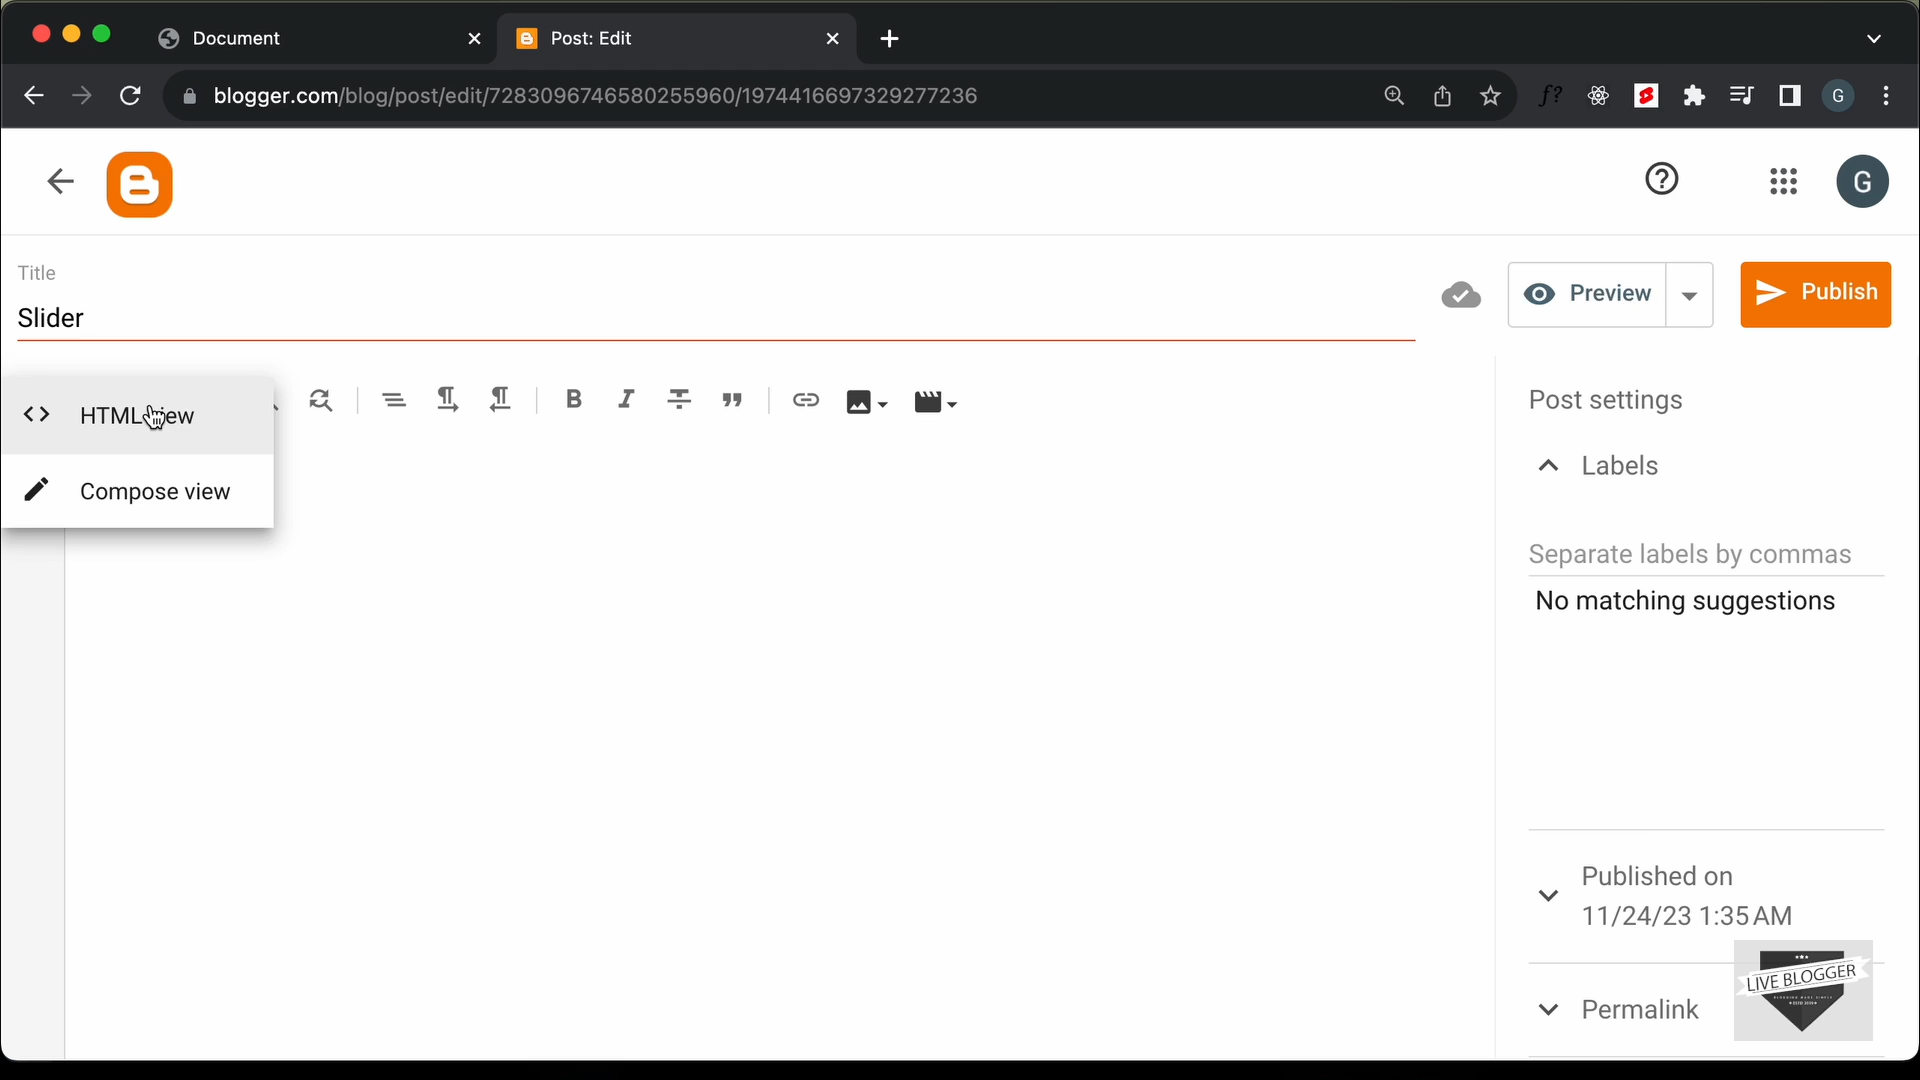 Document
Post: Edit
blogger.com/blog/post/edit/7283096746580255960/1974416697329277236
G
G
Title
Slider
Preview
Publish
HTML view
Compose view
B
Post settings
Labels
Separate labels by commas
No matching suggestions
Published on
11/24/23 1:35 AM
Permalink
LIVE BLOGGER